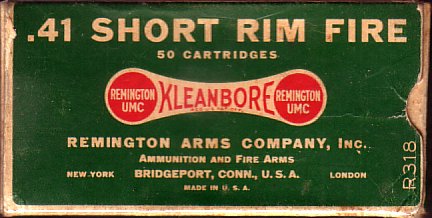 .41 SHORT RIM FIRE
50 CARTRIDGES
REMINGTON UMC
KLEANBORE
REMINGTON UMC
REMINGTON ARMS COMPANY, INC.
AMMUNITION AND FIRE ARMS
NEW YORK BRIDGEPORT, CONN., U.S.A. LONDON
MADE IN U.S.A.
R318